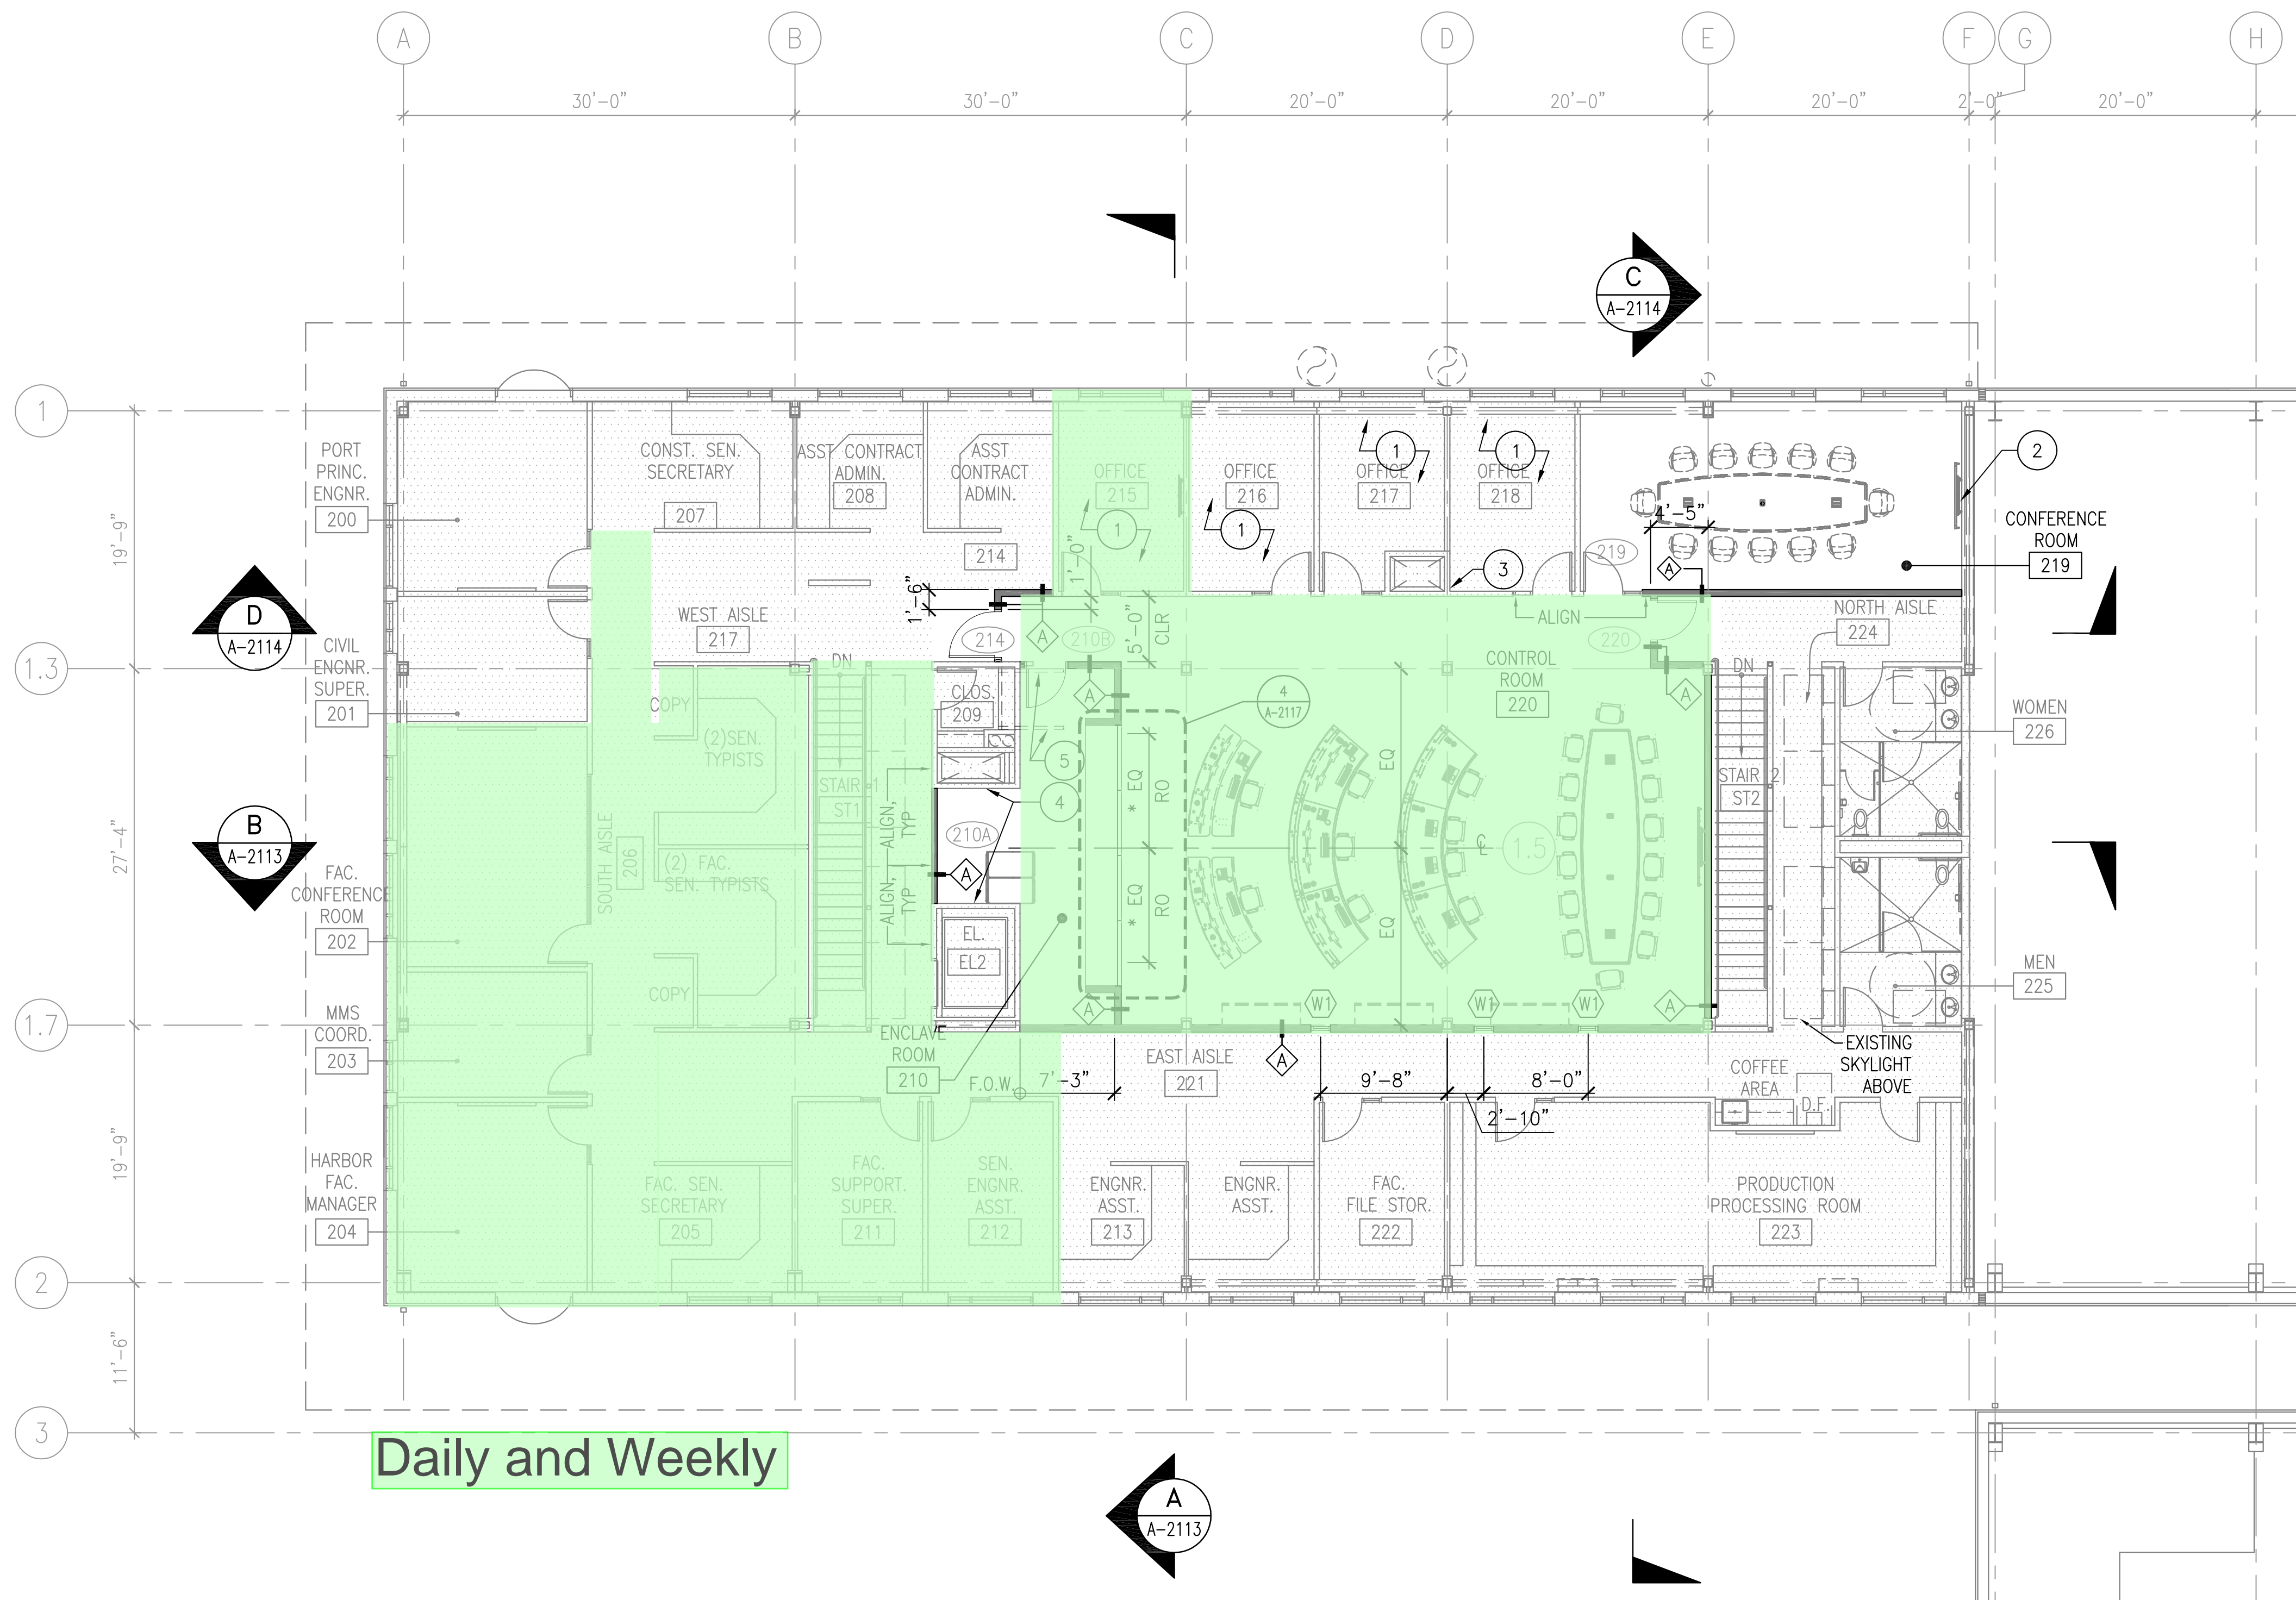 A
B
C
D
E
F
G
H
30'-0"
30'-0"
20'-0"
20'-0"
20'-0"
2'-0"
20'-0"
C
A-2114
1
1.3
1.7
2
3
19'-9"
27'-4"
19'-9"
11'-6"
D
A-2114
B
A-2113
PORT
PRINC.
ENGNR.
200
CIVIL
ENGNR.
SUPER.
201
FAC.
CONFERENCE
ROOM
202
MMS
COORD.
203
HARBOR
FAC.
MANAGER
204
CONST. SEN.
SECRETARY
207
ASST CONTRACT
ADMIN.
208
ASST
CONTRACT
ADMIN.
214
OFFICE
215
1
OFFICE
216
1
OFFICE
217
1
OFFICE
218
1
3
219
4'-5"
A
2
CONFERENCE
ROOM
219
WEST AISLE
217
1'-6"
1'-0"
214
A
210B
5'-0"
CLR
ALIGN
220
NORTH AISLE
224
CONTROL
ROOM
220
4
A-2117
A
A
DN
DN
COPY
(2)SEN.
TYPISTS
SOUTH AISLE
206
(2) FAC.
SEN. TYPISTS
COPY
STAIR 1
ST1
ALIGN,
TYP
ALIGN,
TYP
CLOS.
209
5
4
210A
A
EL.
EL2
* EQ
RO
* EQ
RO
EQ
EQ
1.5
STAIR 2
ST2
WOMEN
226
MEN
225
W1
W1
W1
A
A
A
ENCLAVE
ROOM
210
F.O.W.
7'-3"
EAST AISLE
221
9'-8"
2'-10"
8'-0"
COFFEE
AREA
D.F.
EXISTING
SKYLIGHT
ABOVE
FAC. SEN.
SECRETARY
205
FAC.
SUPPORT.
SUPER.
211
SEN.
ENGNR.
ASST.
212
ENGNR.
ASST.
213
ENGNR.
ASST.
FAC.
FILE STOR.
222
PRODUCTION
PROCESSING ROOM
223
Daily and Weekly
A
A-2113